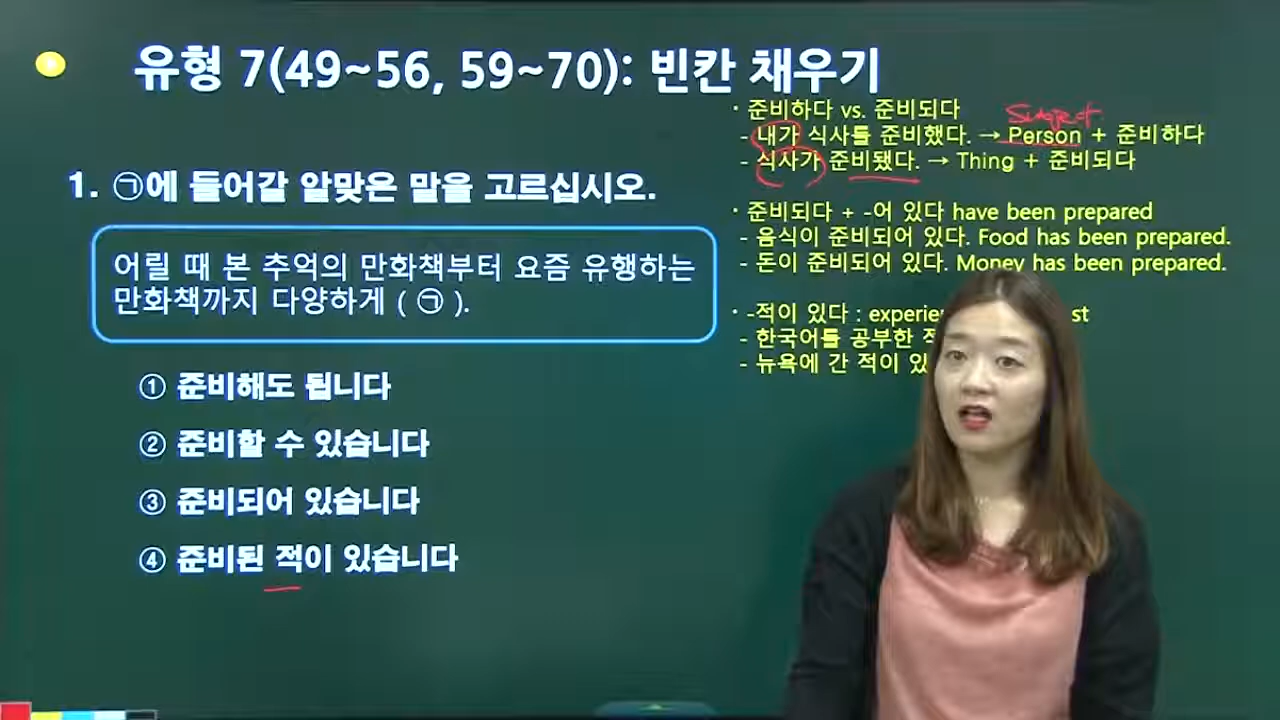 유형 7(49~56, 59~70): 빈칸 채우기
1. ㉠에 들어갈 알맞은 말을 고르십시오.
어릴 때 본 추억의 만화책부터 요즘 유행하는
만화책까지 다양하게 ( ㉠ ).
① 준비해도 됩니다
② 준비할 수 있습니다
③ 준비되어 있습니다
④ 준비된 적이 있습니다
· 준비하다 vs. 준비되다
- 내가 식사를 준비했다. → Person + 준비하다
- 식사가 준비됐다. → Thing + 준비되다
· 준비되다 + -어 있다 have been prepared
- 음식이 준비되어 있다. Food has been prepared.
- 돈이 준비되어 있다. Money has been prepared.
· -적이 있다 :
- 한국어를 공부한
- 뉴욕에 간 적이